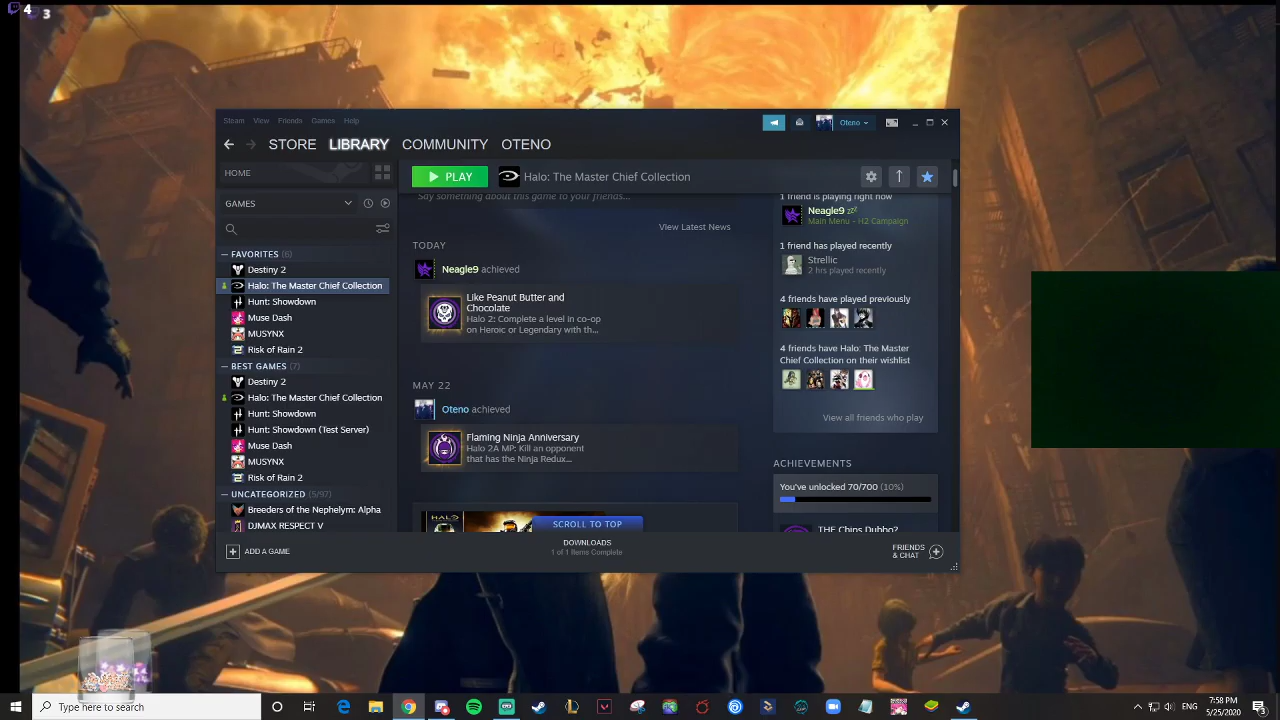 4
3
Steam View Friends Games Help
Oteno
STORE LIBRARY COMMUNITY OTENO
HOME
GAMES
FAVORITES (6)
Destiny 2
Halo: The Master Chief Collection
Hunt: Showdown
Muse Dash
MUSYNX
Risk of Rain 2
BEST GAMES (7)
Destiny 2
Halo: The Master Chief Collection
Hunt: Showdown
Hunt: Showdown (Test Server)
Muse Dash
MUSYNX
Risk of Rain 2
UNCATEGORIZED (5/97)
Breeders of the Nephelym: Alpha
DJMAX RESPECT V
ADD A GAME
PLAY
Halo: The Master Chief Collection
Say something about this game to your friends...
View Latest News
TODAY
Neagle9 achieved
Like Peanut Butter and
Chocolate
Halo 2: Complete a level in co-op
on Heroic or Legendary with th...
MAY 22
Oteno achieved
Flaming Ninja Anniversary
Halo 2A MP: Kill an opponent
that has the Ninja Redux...
HALO
SCROLL TO TOP
DOWNLOADS
1 of 1 Items Complete
1 friend is playing right now
Neagle9 zzz
Main Menu - H2 Campaign
1 friend has played recently
Strellic
2 hrs played recently
4 friends have played previously
4 friends have Halo: The Master
Chief Collection on their wishlist
View all friends who play
ACHIEVEMENTS
You've unlocked 70/700 (10%)
THE Chips Dubbo?
FRIENDS
& CHAT
Type here to search
7:58 PM
5/25/2020